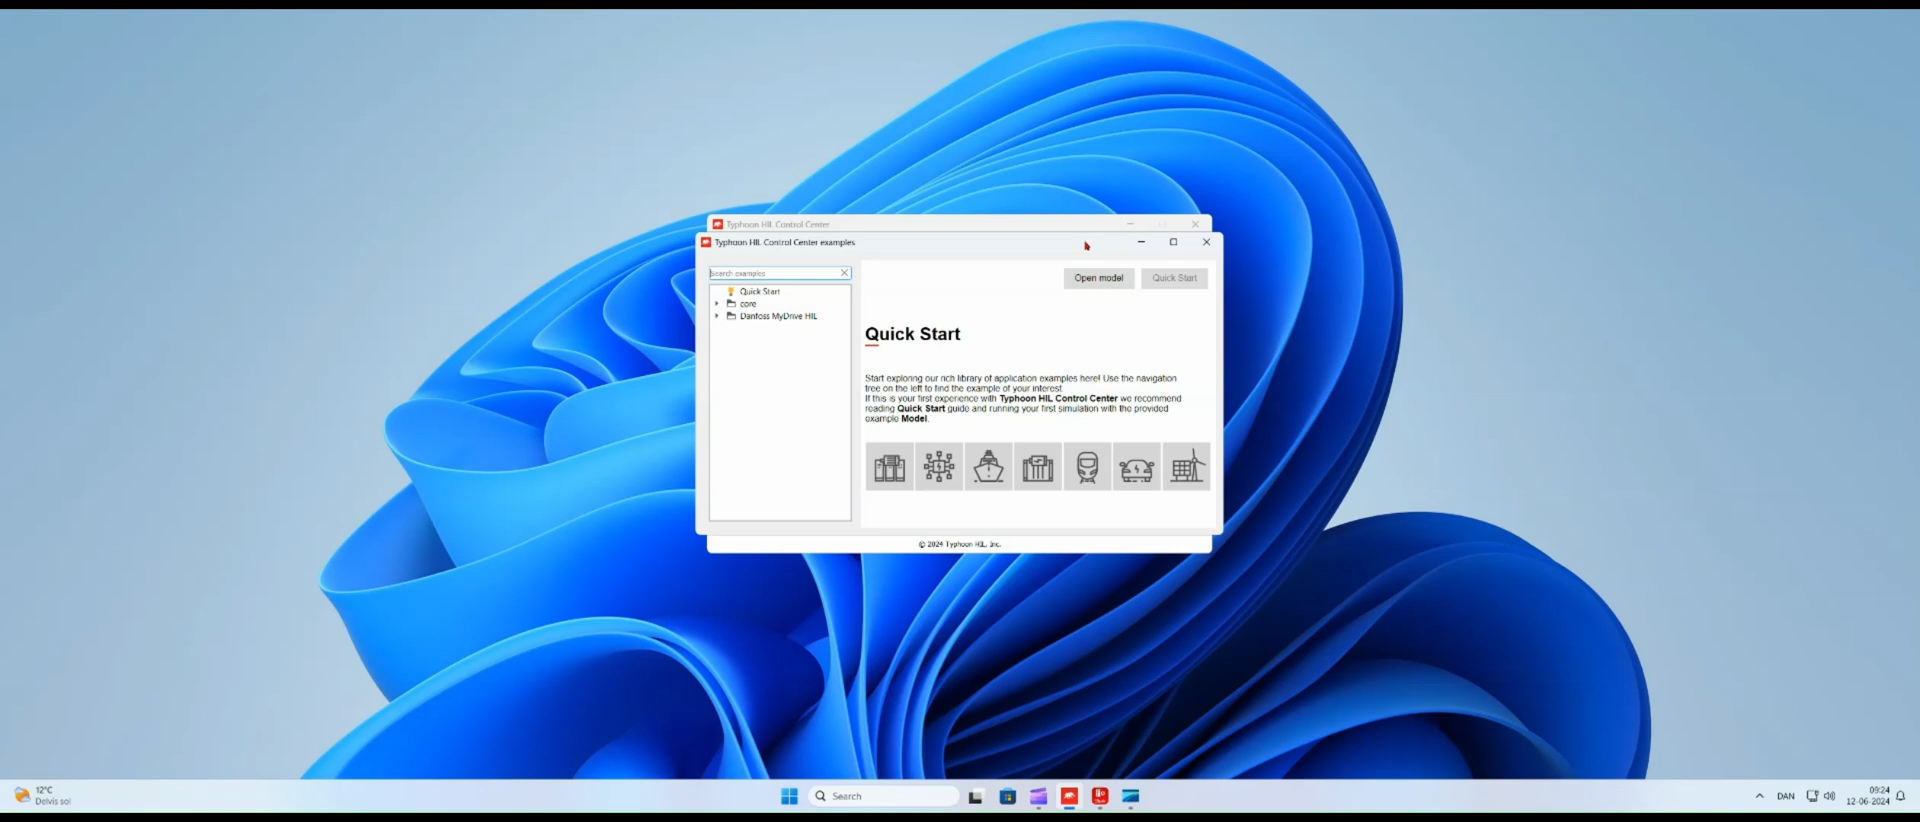 Typhoon HIL Control Center
Typhoon HIL Control Center examples
Search examples
Open model
Quick Start
Quick Start
core
Danfoss MyDrive HIL
Quick Start
Start exploring our rich library of application examples here! Use the navigation
tree on the left to find the example of your interest
If this is your first experience with Typhoon HIL Control Center we recommend
reading Quick Start guide and running your first simulation with the provided
example Model.
© 2024 Typhoon HIL, Inc.
12°C
Delvis sol
Search
DAN
09:24
12-06-2024